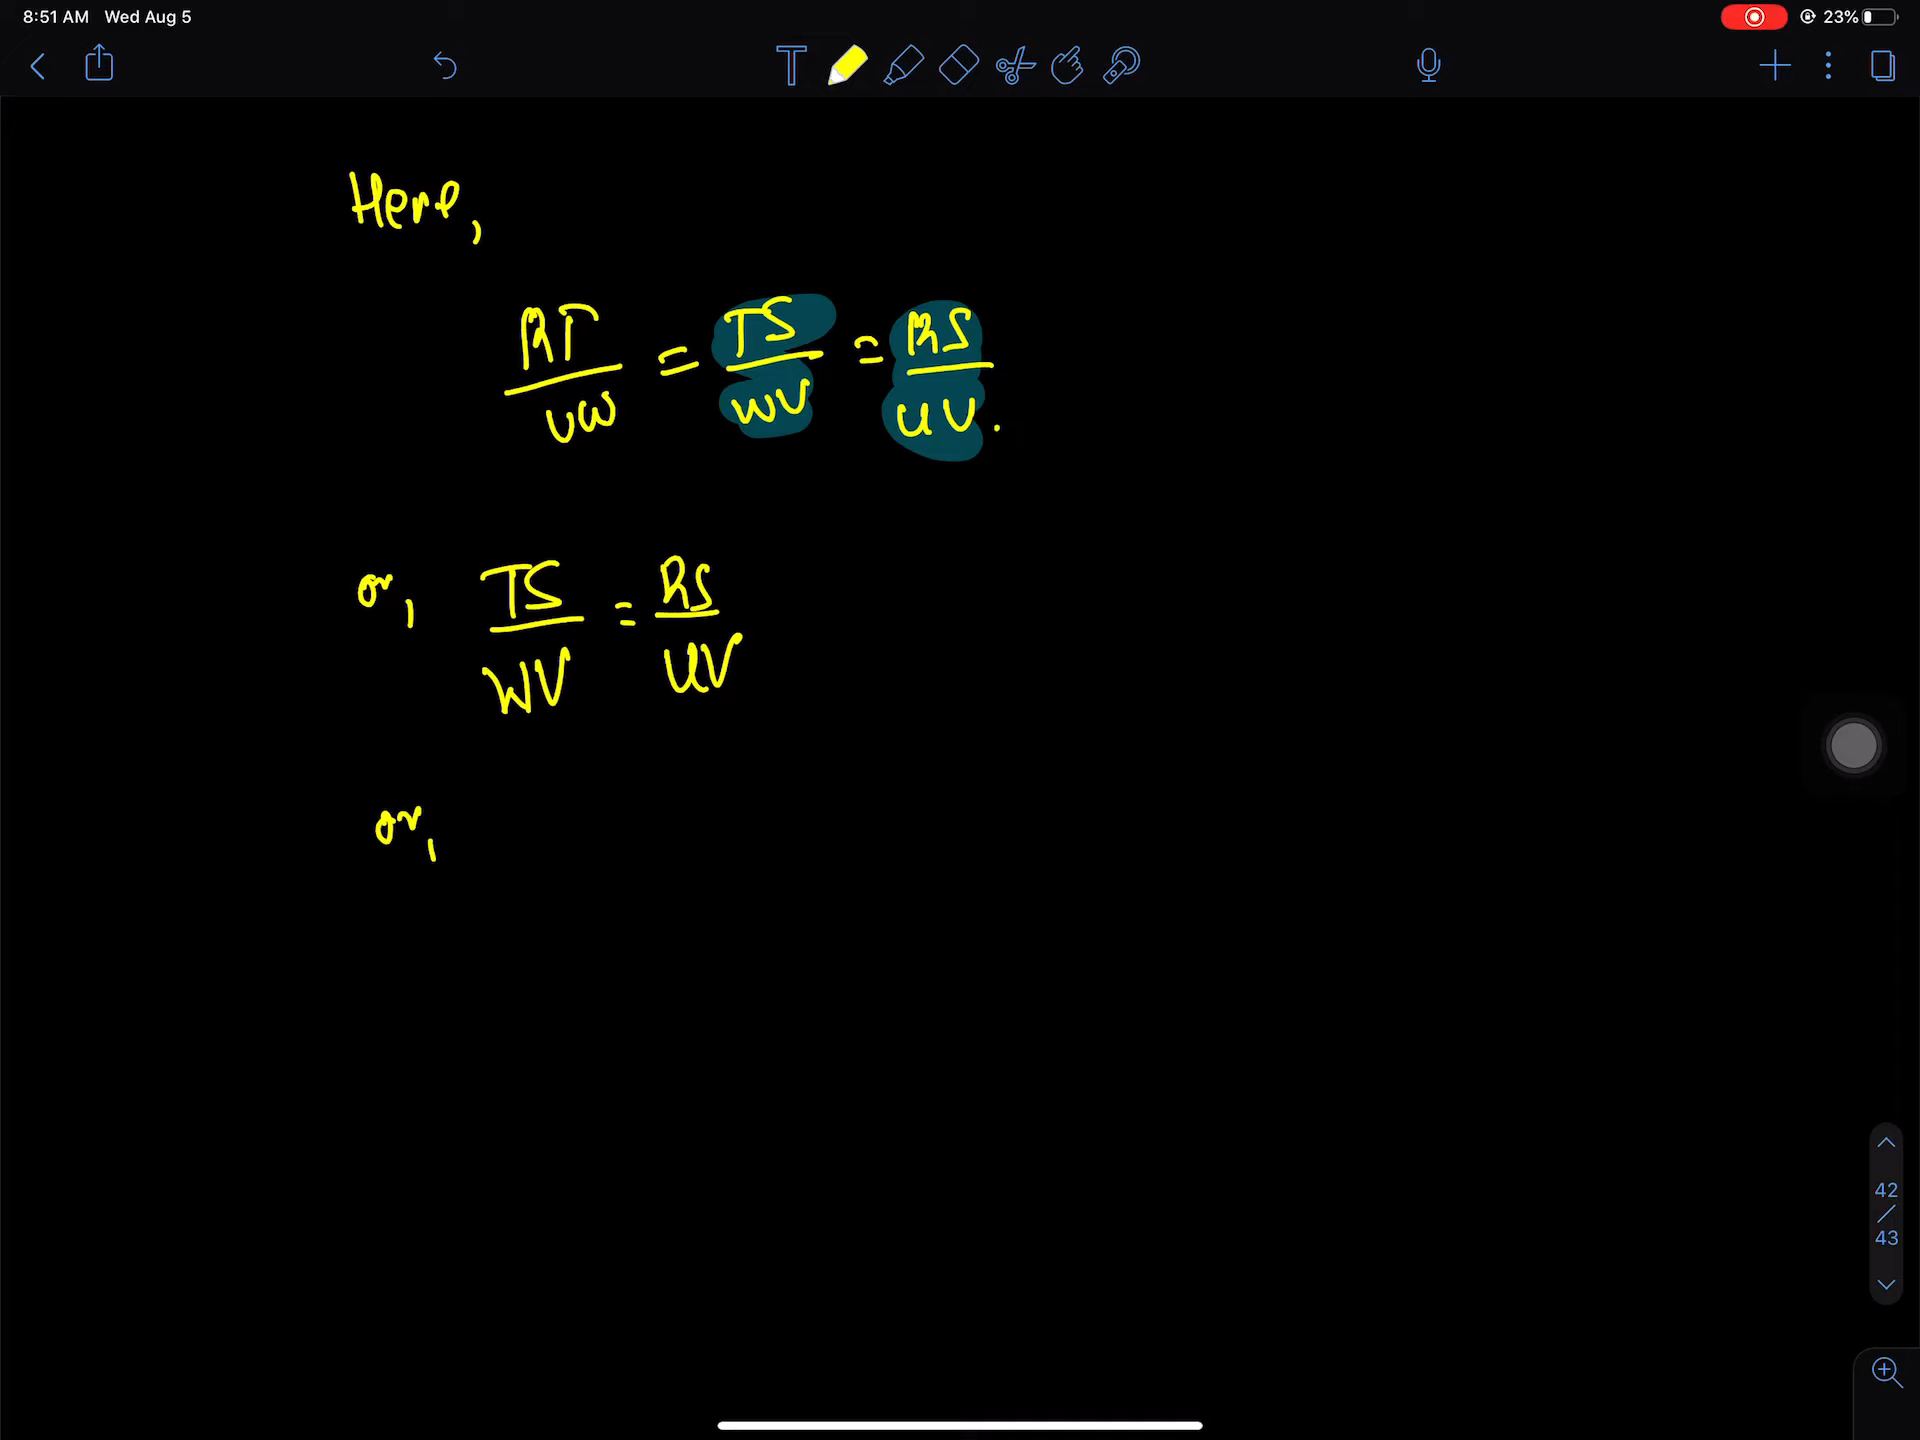 8:51 AM Wed Aug 5
23%
Here,
RT/UW = TS/WV = RS/UV.
or, TS/WV = RS/UV
or,
42
/
43